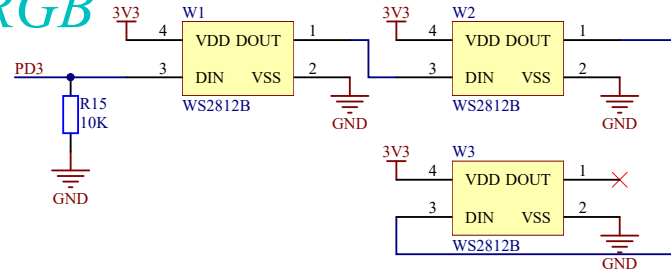 RGB
3V3
W1
4
VDD DOUT
1
PD3
3
DIN
VSS
2
WS2812B
GND
R15
10K
GND
3V3
W2
4
VDD DOUT
1
3
DIN
VSS
2
WS2812B
GND
3V3
W3
4
VDD DOUT
1
3
DIN
VSS
2
WS2812B
GND